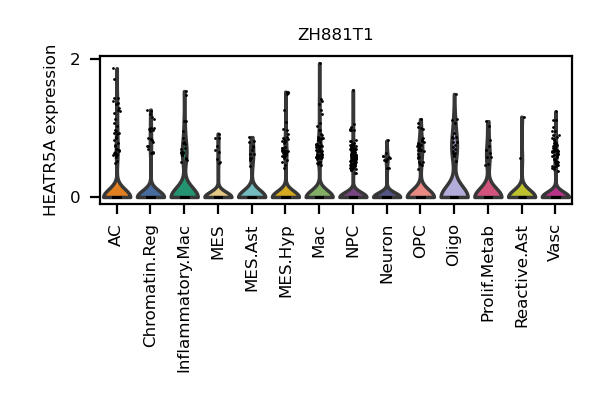 ZH881T1
HEATR5A expression
2
0
AC
Chromatin.Reg
Inflammatory.Mac
MES
MES.Ast
MES.Hyp
Mac
NPC
Neuron
OPC
Oligo
Prolif.Metab
Reactive.Ast
Vasc